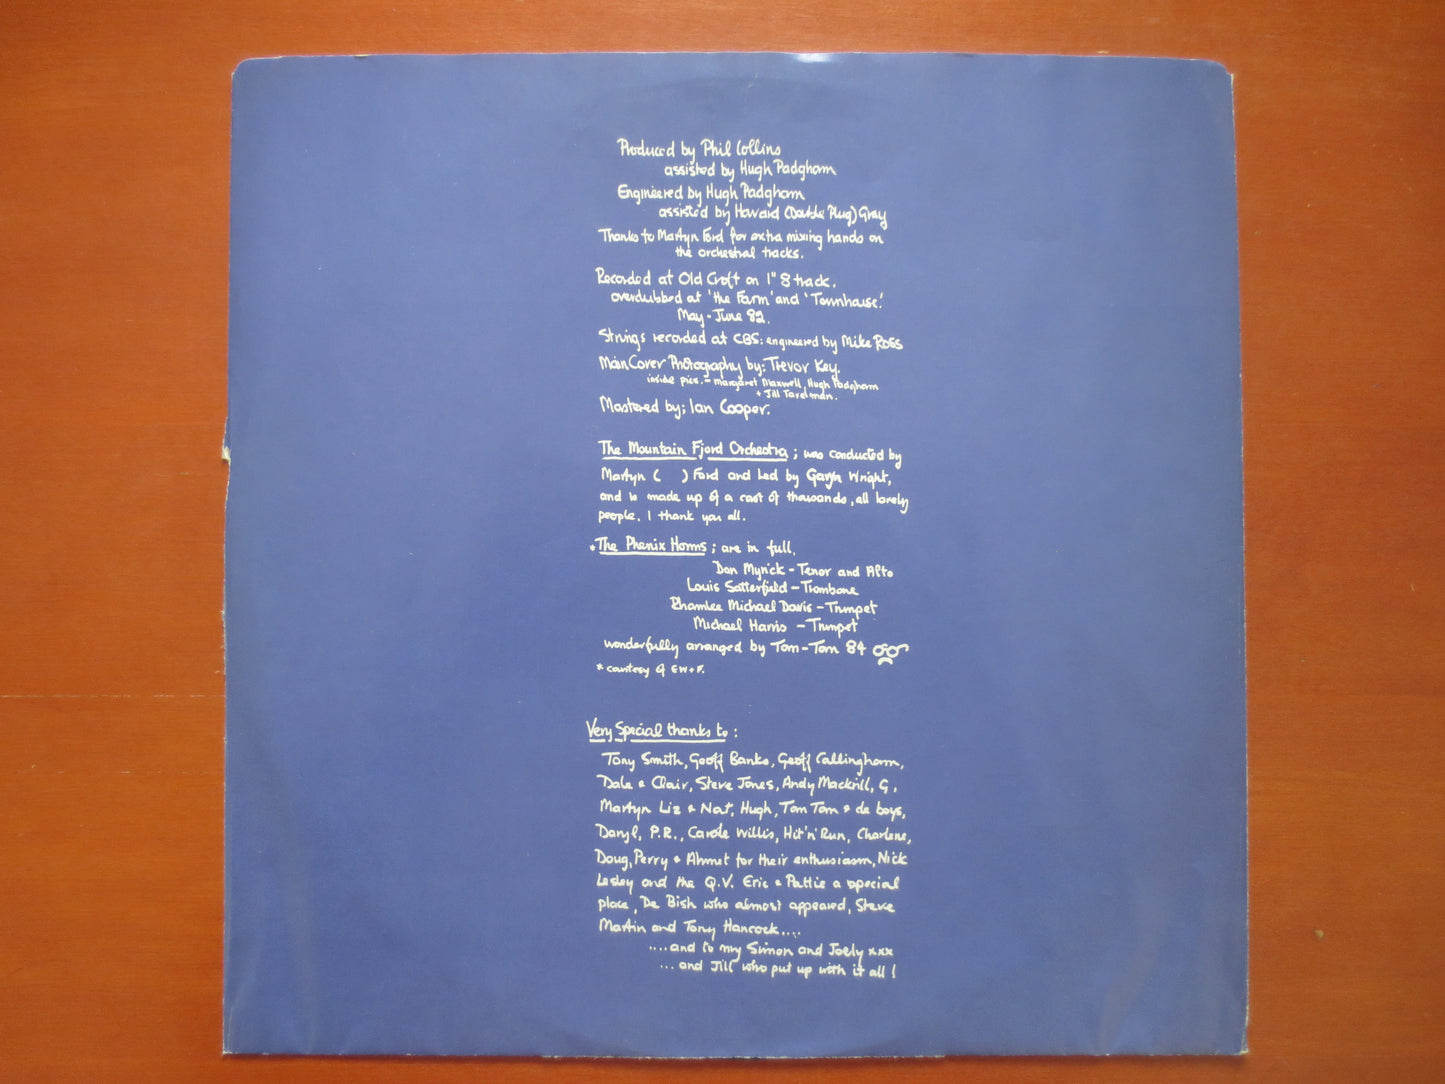 Produced by Phil Collins
assisted by Hugh Padgham
Engineered by Hugh Padgham
assisted by Howard (Double Plug) Gray
Thanks to Martyn Ford for extra mixing hands on
the orchestral tracks.
Recorded at Old Croft on 1" 8 track.
overdubbed at 'the Farm' and 'Townhouse.'
May - June 82.
Strings recorded at CBS: engineered by Mike Ross
Main Cover Photography by: Trevor Key.
inside pics. - Margaret Maxwell, Hugh Padgham
+ Jill Tavelman.
Mastered by; Ian Cooper.
The Mountain Fjord Orchestra; was conducted by
Martyn ( ) Ford and Led by Gavyn Wright,
and is made up of a cast of thousands, all lovely
people. I thank you all.
*The Phenix Horns; are in full,
Don Myrick - Tenor and Alto
Louis Satterfield - Trombone
Rhamlee Michael Davis - Trumpet
Michael Harris - Trumpet
wonderfully arranged by Tom-Tom 84
* courtesy of EW+F.
Very Special thanks to:
Tony Smith, Geoff Banks, Geoff Callingham,
Dale & Clair, Steve Jones, Andy Mackrill, G,
Martyn Liz & Nat, Hugh, Tom Tom & de boys,
Daryl, P.R., Carole Willis, Hit'n'Run, Charlene,
Doug, Perry & Ahmet for their enthusiasm, Nick
Lesley and the Q.V. Eric & Pattie a special
place, De Bish who almost appeared, Steve
Martin and Tony Hancock....
....and to my Simon and Joely xxx
...and Jill who put up with it all!